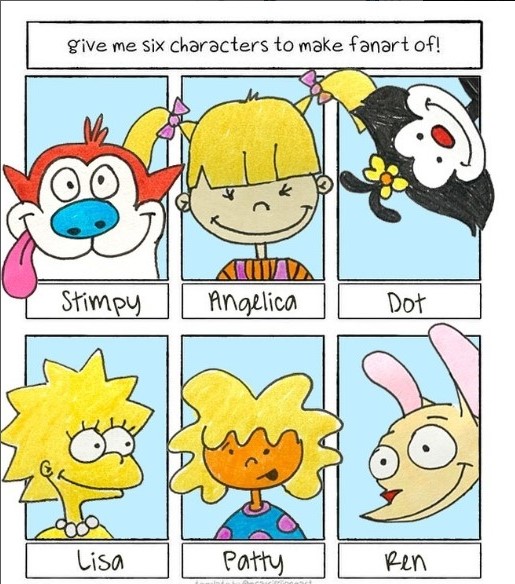 give me six characters to make fanart of!
Stimpy
Angelica
Dot
Lisa
Patty
Ren